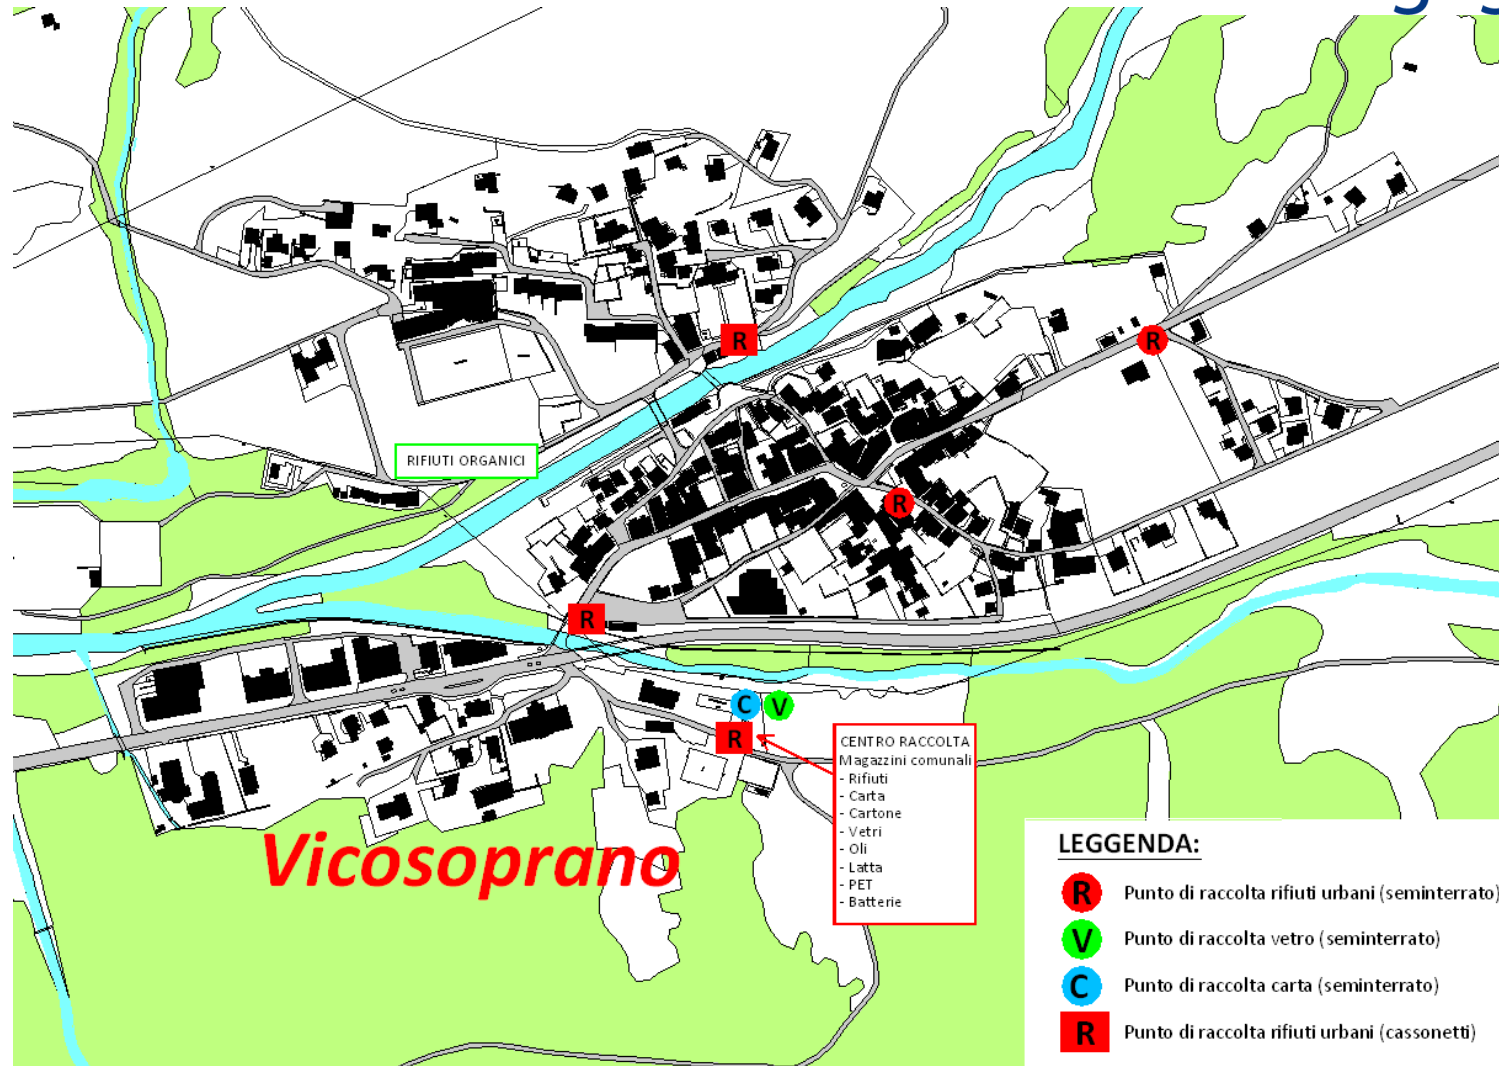 R
R
RIFIUTI ORGANICI
R
R
C
V
R
CENTRO RACCOLTA
Magazzini comunali
- Rifiuti
- Carta
- Cartone
- Vetri
- Oli
- Latta
- PET
- Batterie
Vicosoprano
LEGGENDA:
R Punto di raccolta rifiuti urbani (seminterrato)
V Punto di raccolta vetro (seminterrato)
C Punto di raccolta carta (seminterrato)
R Punto di raccolta rifiuti urbani (cassonetti)